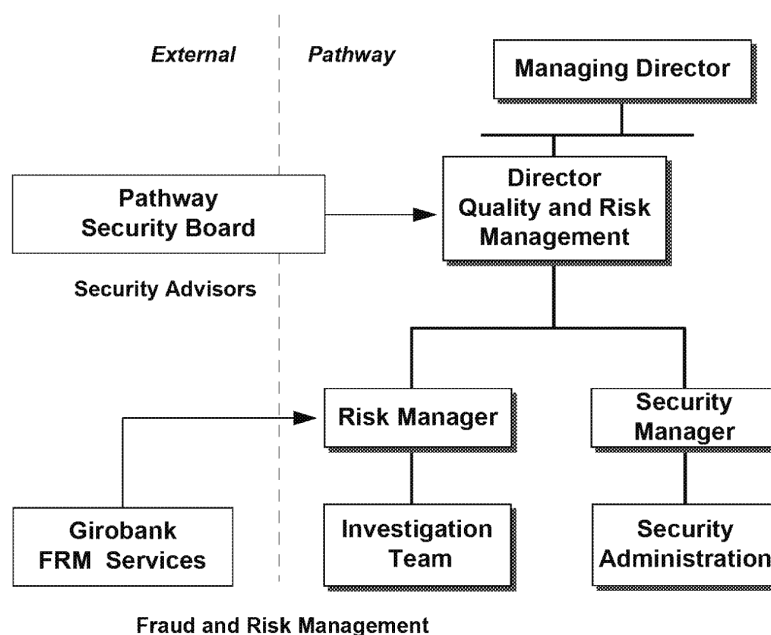 External
Pathway
Managing Director
Pathway
Security Board
Director
Quality and Risk
Management
Security Advisors
Risk Manager
Security
Manager
Girobank
FRM Services
Investigation
Team
Security
Administration
Fraud and Risk Management